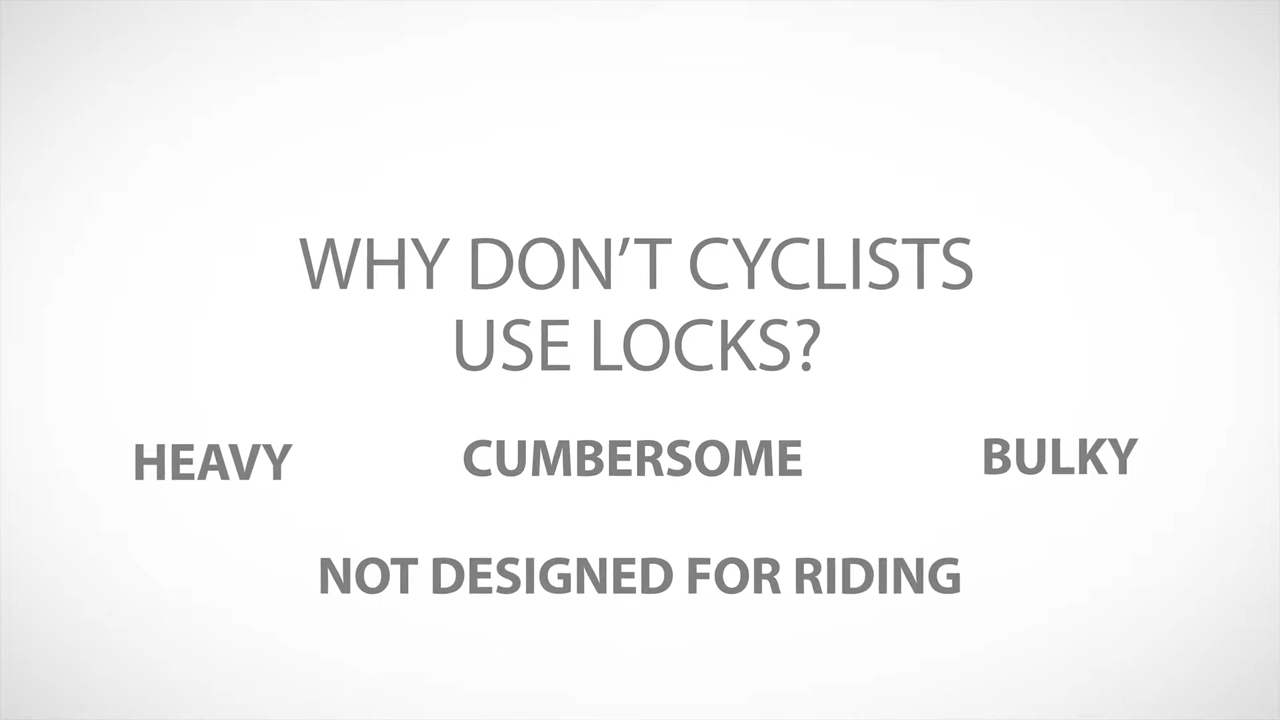 WHY DON’T CYCLISTS
USE LOCKS?
HEAVY
CUMBERSOME
BULKY
NOT DESIGNED FOR RIDING